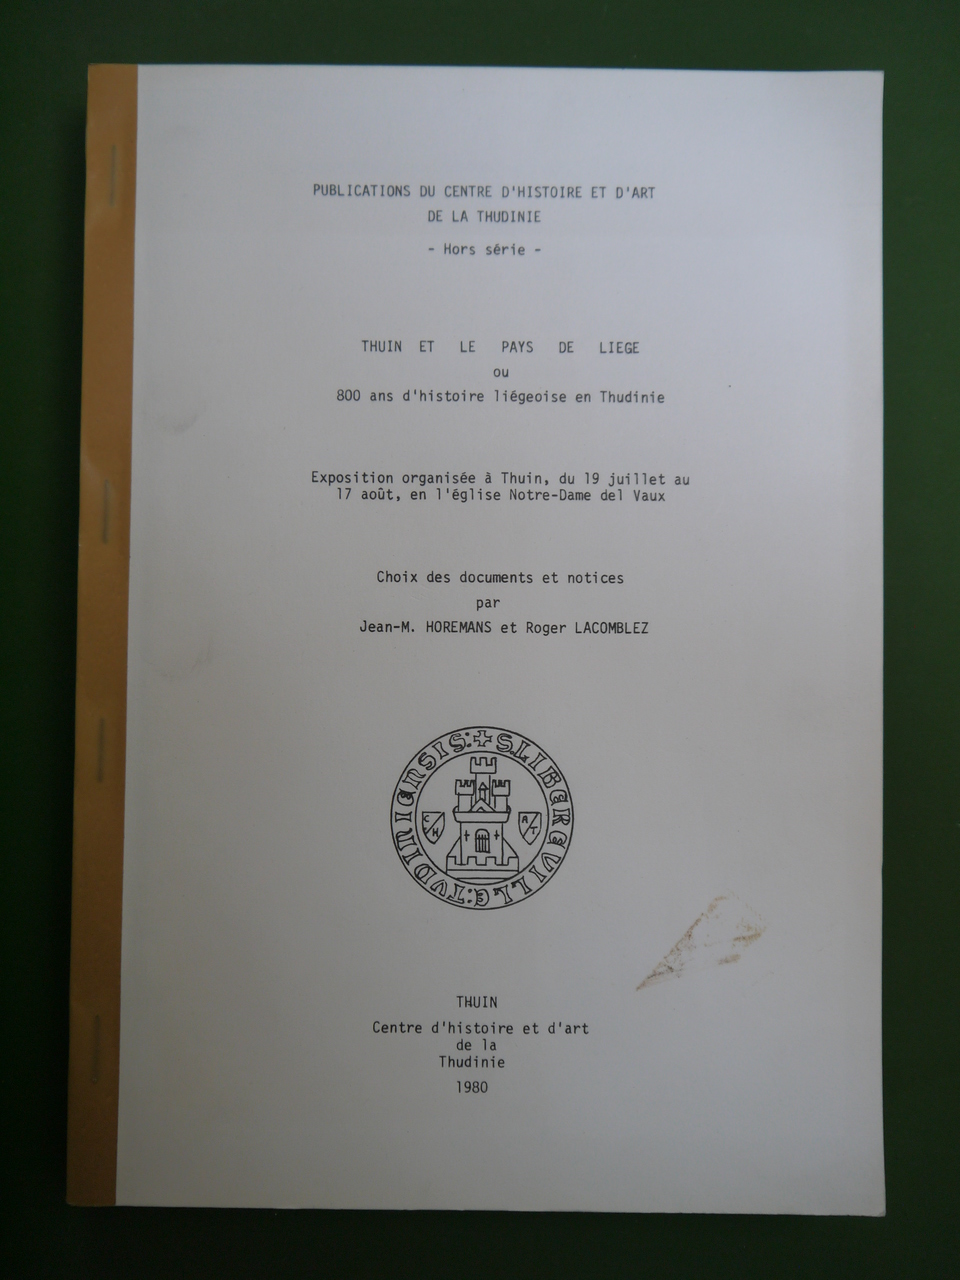 PUBLICATIONS DU CENTRE D'HISTOIRE ET D'ART
DE LA THUDINIE
- Hors série -
THUIN ET LE PAYS DE LIEGE
ou
800 ans d'histoire liégeoise en Thudinie
Exposition organisée à Thuin, du 19 juillet au
17 août, en l'église Notre-Dame del Vaux
Choix des documents et notices
par
Jean-M. HOREMANS et Roger LACOMBLEZ
S.LIBERE VILLE:TVDINIENSIS:
C H
A T
THUIN
Centre d'histoire et d'art
de la
Thudinie
1980